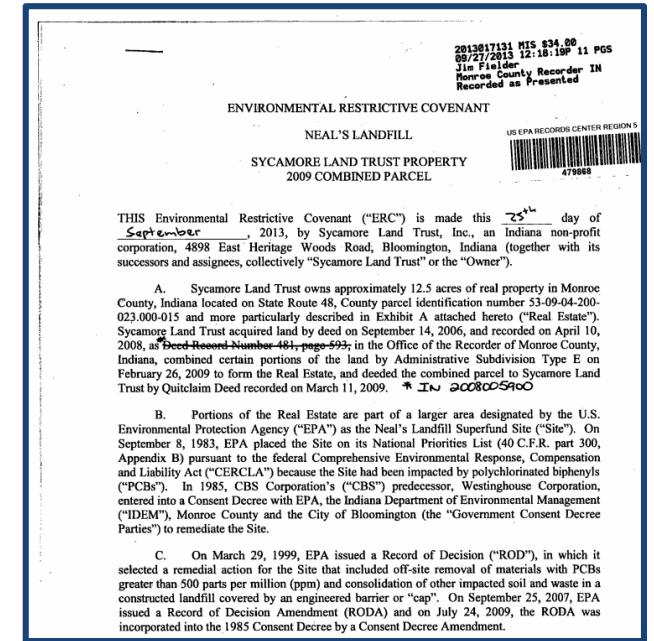 2013017131 MIS $34.00
09/27/2013 12:18:19P 11 PGS
Jim Fielder
Monroe County Recorder IN
Recorded as Presented
ENVIRONMENTAL RESTRICTIVE COVENANT
NEAL'S LANDFILL
US EPA RECORDS CENTER REGION 5
479868
SYCAMORE LAND TRUST PROPERTY
2009 COMBINED PARCEL
THIS Environmental Restrictive Covenant ("ERC") is made this 25th day of
September, 2013, by Sycamore Land Trust, Inc., an Indiana non-profit
corporation, 4898 East Heritage Woods Road, Bloomington, Indiana (together with its
successors and assignees, collectively "Sycamore Land Trust" or the "Owner").
A. Sycamore Land Trust owns approximately 12.5 acres of real property in Monroe
County, Indiana located on State Route 48, County parcel identification number 53-09-04-200-
023.000-015 and more particularly described in Exhibit A attached hereto ("Real Estate").
Sycamore Land Trust acquired land by deed on September 14, 2006, and recorded on April 10,
2008, as * Deed Record Number 481, page 593, in the Office of the Recorder of Monroe County,
Indiana, combined certain portions of the land by Administrative Subdivision Type E on
February 26, 2009 to form the Real Estate, and deeded the combined parcel to Sycamore Land
Trust by Quitclaim Deed recorded on March 11, 2009. * IN 2008005900
B. Portions of the Real Estate are part of a larger area designated by the U.S.
Environmental Protection Agency ("EPA") as the Neal's Landfill Superfund Site ("Site"). On
September 8, 1983, EPA placed the Site on its National Priorities List (40 C.F.R. part 300,
Appendix B) pursuant to the federal Comprehensive Environmental Response, Compensation
and Liability Act ("CERCLA") because the Site had been impacted by polychlorinated biphenyls
("PCBs"). In 1985, CBS Corporation's ("CBS") predecessor, Westinghouse Corporation,
entered into a Consent Decree with EPA, the Indiana Department of Environmental Management
("IDEM"), Monroe County and the City of Bloomington (the "Government Consent Decree
Parties") to remediate the Site.
C. On March 29, 1999, EPA issued a Record of Decision ("ROD"), in which it
selected a remedial action for the Site that included off-site removal of materials with PCBs
greater than 500 parts per million (ppm) and consolidation of other impacted soil and waste in a
constructed landfill covered by an engineered barrier or "cap". On September 25, 2007, EPA
issued a Record of Decision Amendment (RODA) and on July 24, 2009, the RODA was
incorporated into the 1985 Consent Decree by a Consent Decree Amendment.